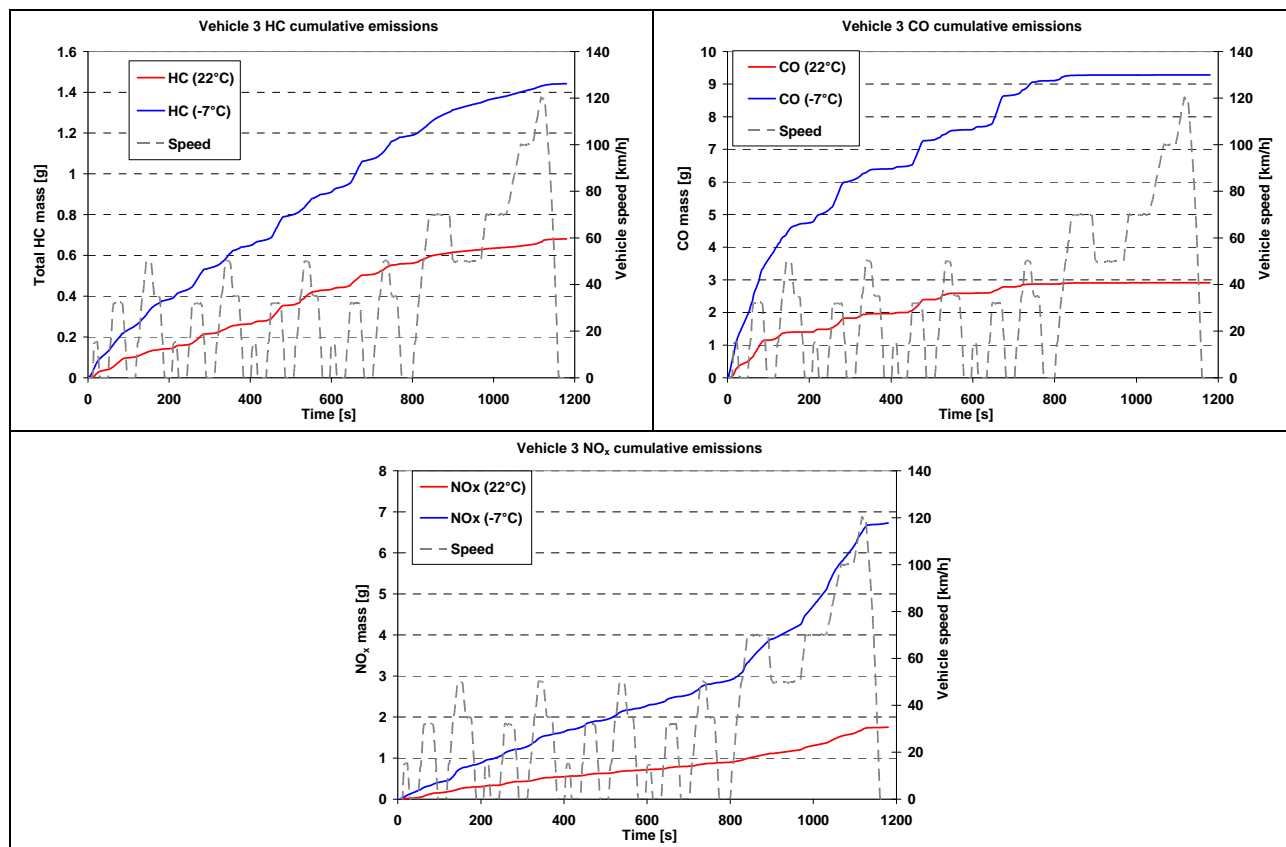 Vehicle 3 HC cumulative emissions
HC (22°C)
HC (-7°C)
Speed
Total HC mass [g]
1.6
1.4
1.2
1
0.8
0.6
0.4
0.2
0
140
120
100
80
60
40
20
0
Vehicle speed [km/h]
0 200 400 600 800 1000 1200
Time [s]
Vehicle 3 CO cumulative emissions
CO (22°C)
CO (-7°C)
Speed
CO mass [g]
10
9
8
7
6
5
4
3
2
1
0
140
120
100
80
60
40
20
0
Vehicle speed [km/h]
0 200 400 600 800 1000 1200
Time [s]
Vehicle 3 NOₓ cumulative emissions
NOx (22°C)
NOx (-7°C)
Speed
NOₓ mass [g]
8
7
6
5
4
3
2
1
0
140
120
100
80
60
40
20
0
Vehicle speed [km/h]
0 200 400 600 800 1000 1200
Time [s]